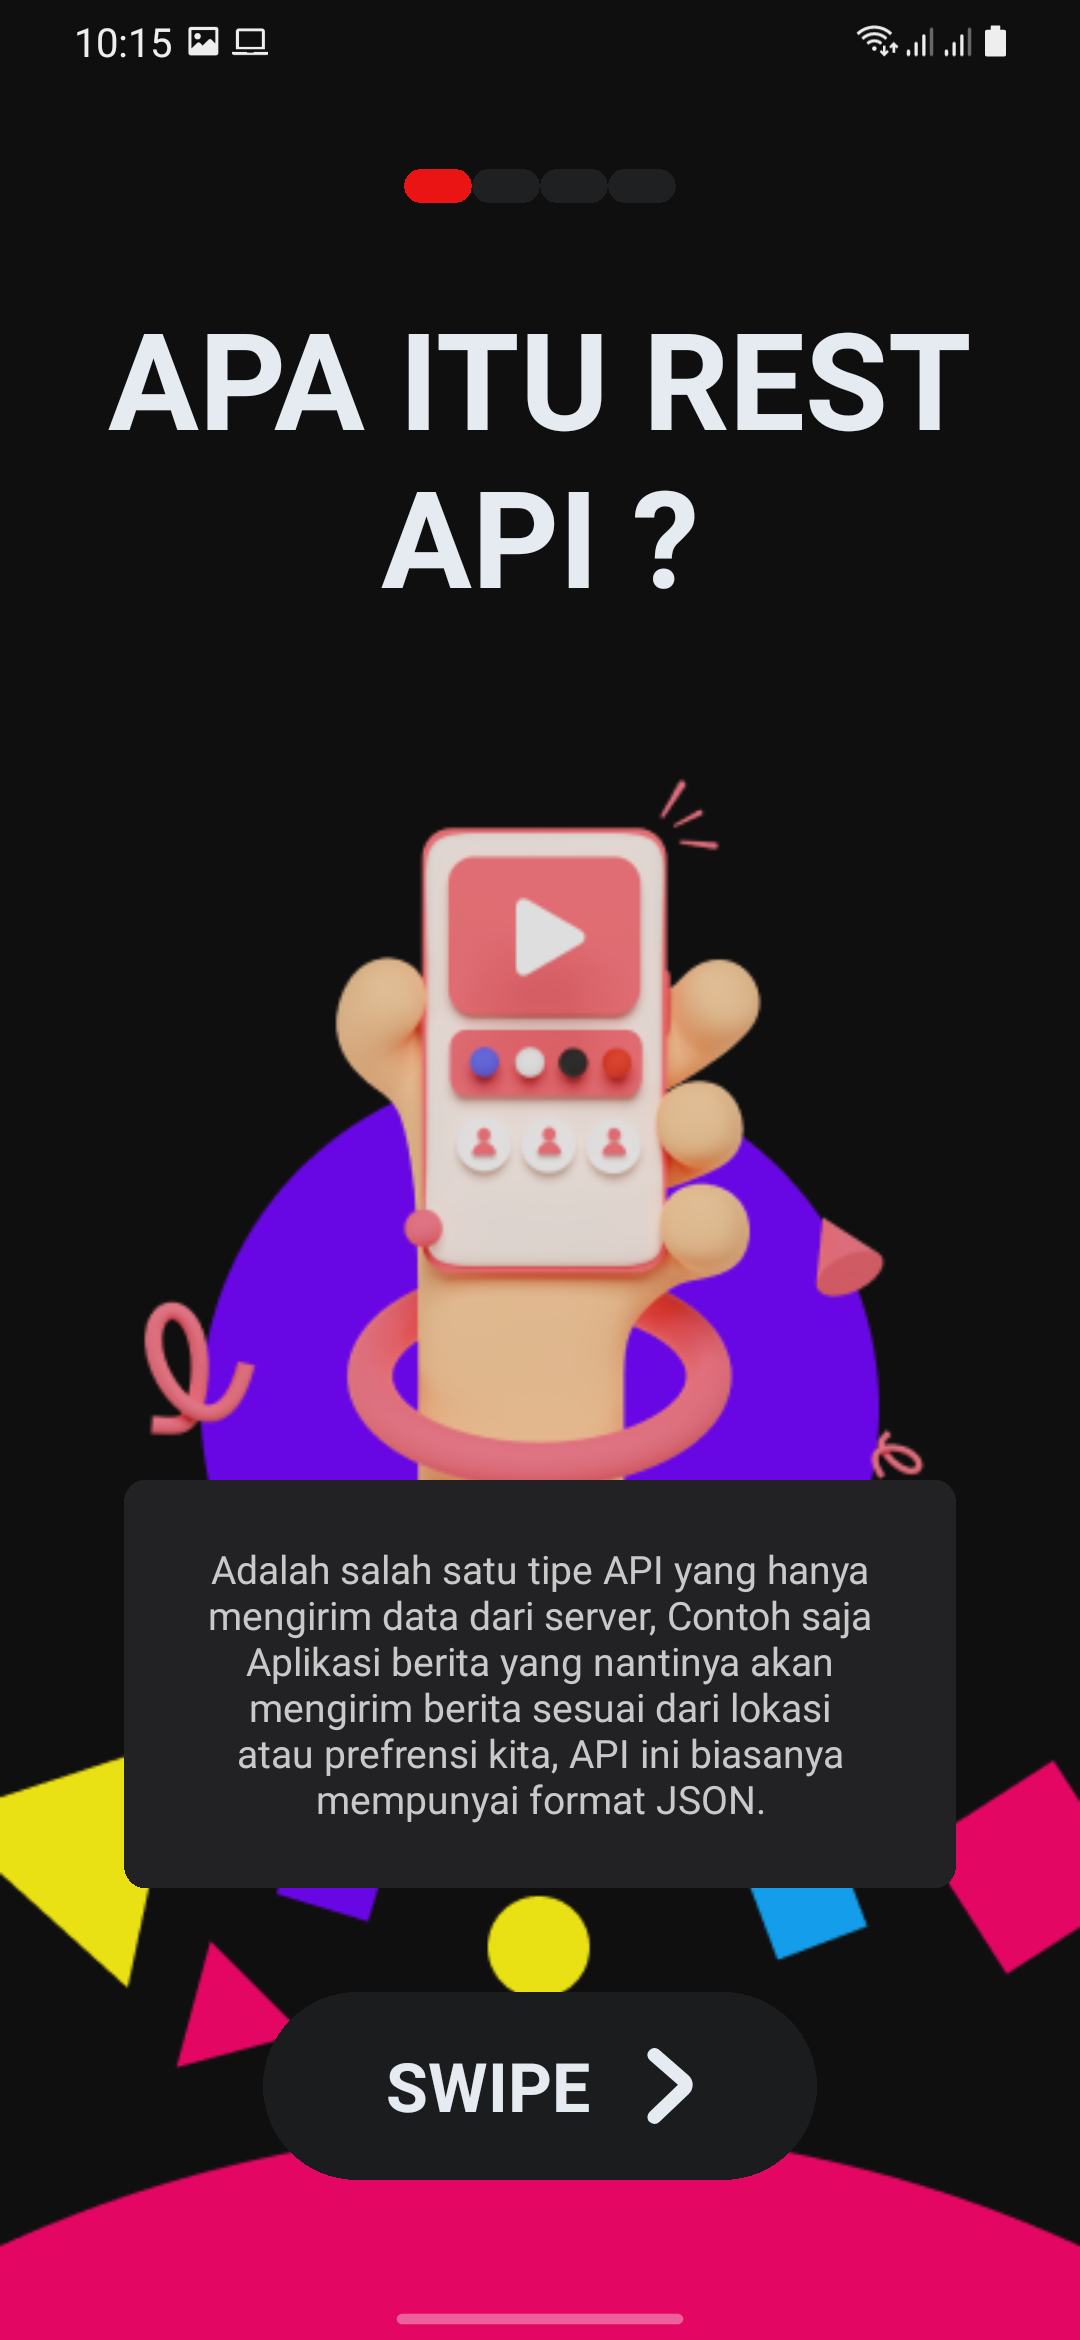 10:15
APA ITU REST
API ?
Adalah salah satu tipe API yang hanya
mengirim data dari server, Contoh saja
Aplikasi berita yang nantinya akan
mengirim berita sesuai dari lokasi
atau prefrensi kita, API ini biasanya
mempunyai format JSON.
SWIPE